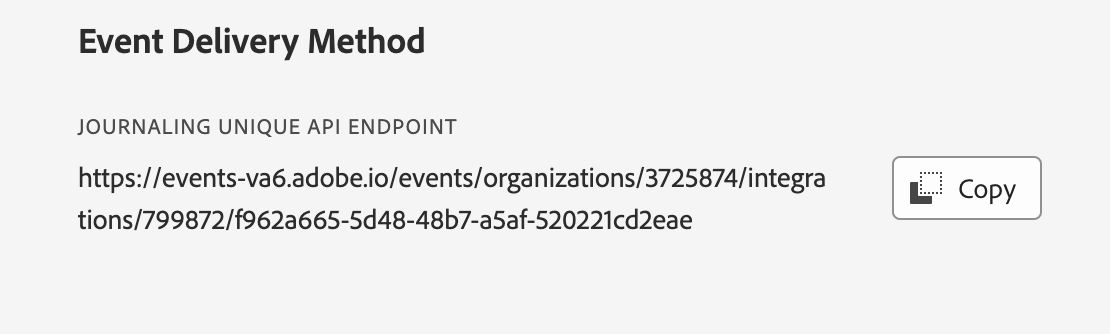 Event Delivery Method
JOURNALING UNIQUE API ENDPOINT
https://events-va6.adobe.io/events/organizations/3725874/integra
tions/799872/f962a665-5d48-48b7-a5af-520221cd2eae
Copy